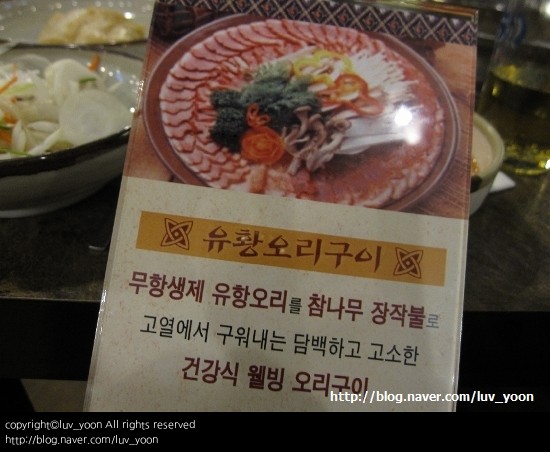 유황오리구이
무항생제 유항오리를 참나무 장작불로
고열에서 구워내는 담백하고 고소한
건강식 웰빙 오리구이
http://blog.naver.com/luv_yoon
copyright©luv_yoon All rights reserved
http://blog.naver.com/luv_yoon